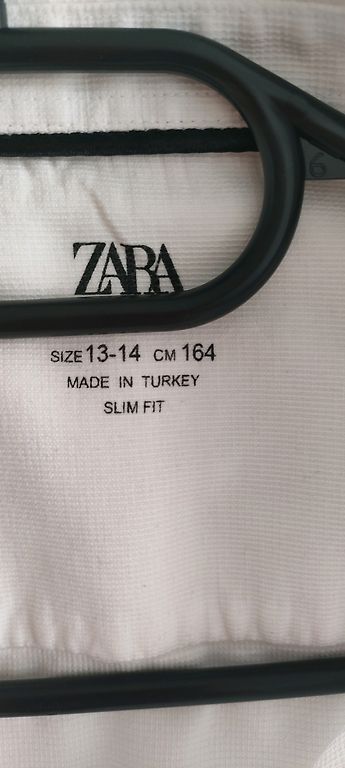 ZARA
SIZE 13-14 CM 164
MADE IN TURKEY
SLIM FIT